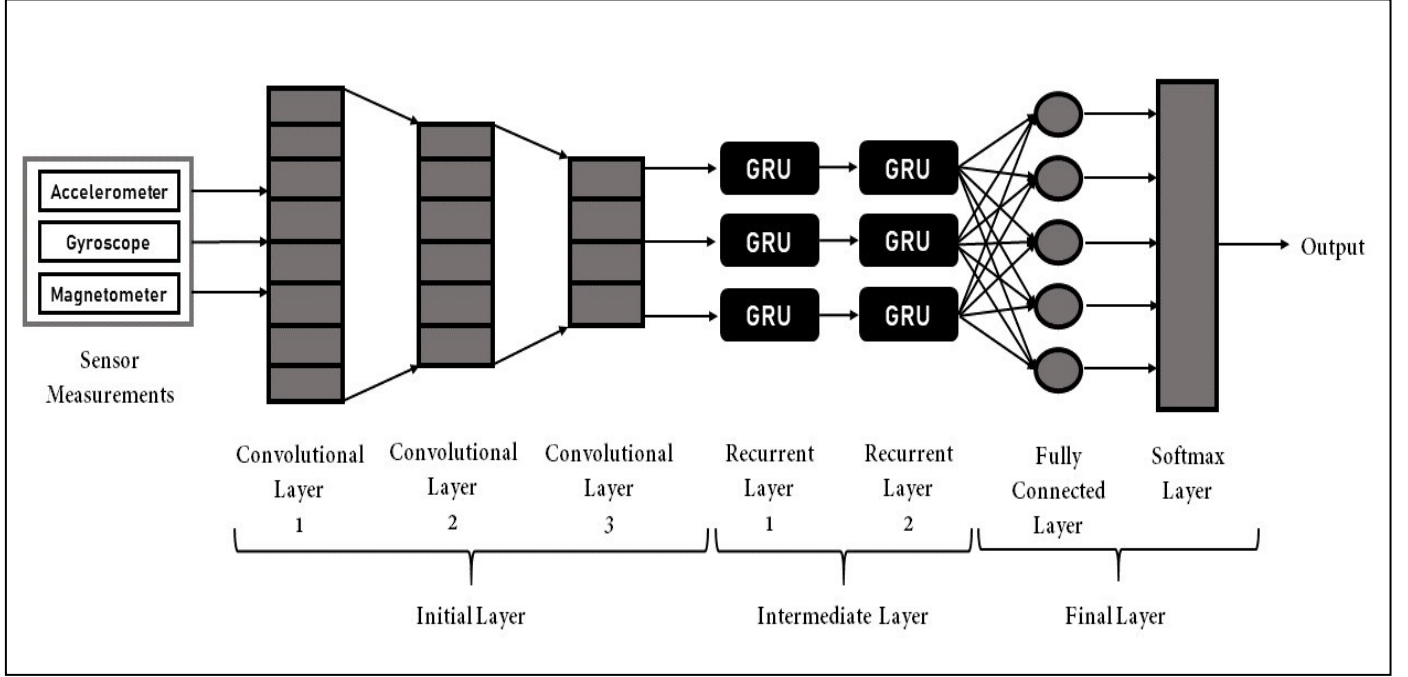 Accelerometer
Gyroscope
Magnetometer
Sensor
Measurements
Convolutional
Layer
1
Convolutional
Layer
2
Convolutional
Layer
3
GRU
GRU
GRU
GRU
GRU
GRU
Recurrent
Layer
1
Recurrent
Layer
2
Fully
Connected
Layer
Softmax
Layer
Output
Initial Layer
Intermediate Layer
Final Layer